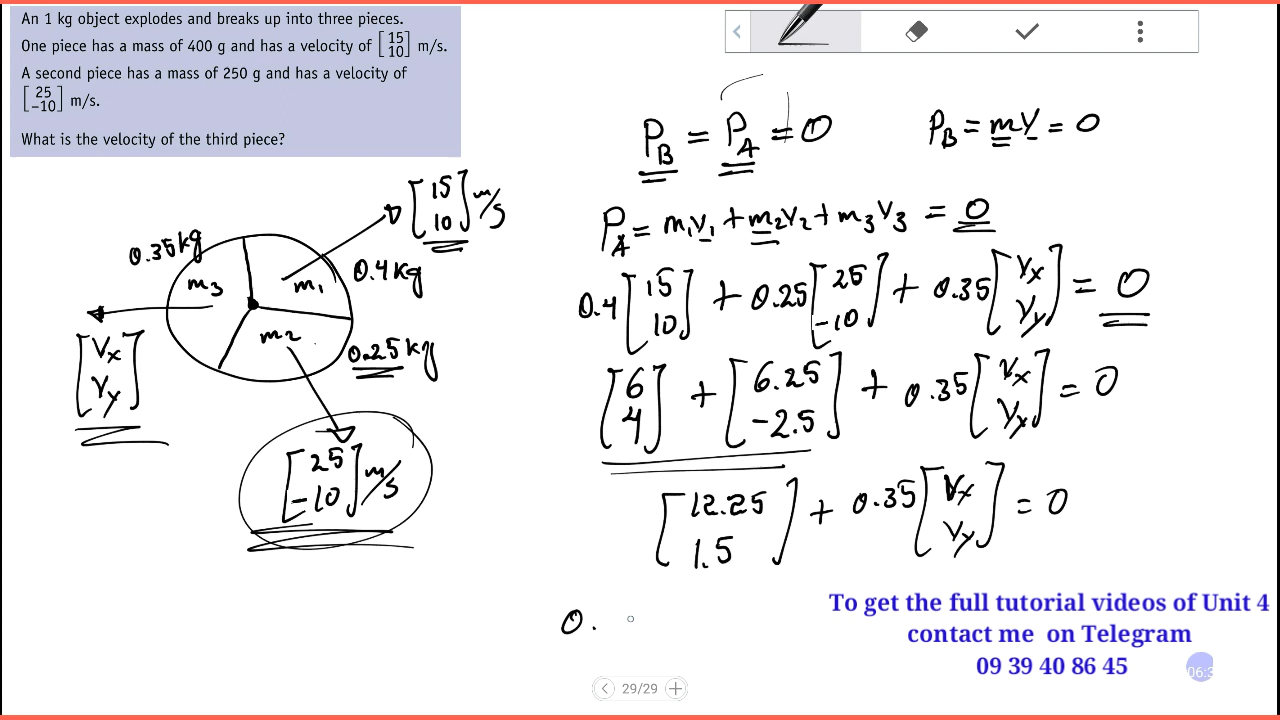 An 1 kg object explodes and breaks up into three pieces.
One piece has a mass of 400 g and has a velocity of [15 10] m/s.
A second piece has a mass of 250 g and has a velocity of
[25 -10] m/s.
What is the velocity of the third piece?
P_B = P_A = 0
P_B = mv = 0
P_A = m1v1 + m2v2 + m3v3 = 0
0.4 [15 10] + 0.25 [25 -10] + 0.35 [Vx Vy] = 0
[6 4] + [6.25 -2.5] + 0.35 [Vx Vy] = 0
[12.25 1.5] + 0.35 [Vx Vy] = 0
0.
[15 10] m/s
0.35 kg
m3
m1
0.4 kg
m2
0.25 kg
[Vx Vy]
[25 -10] m/s
To get the full tutorial videos of Unit 4
contact me on Telegram
09 39 40 86 45
29/29